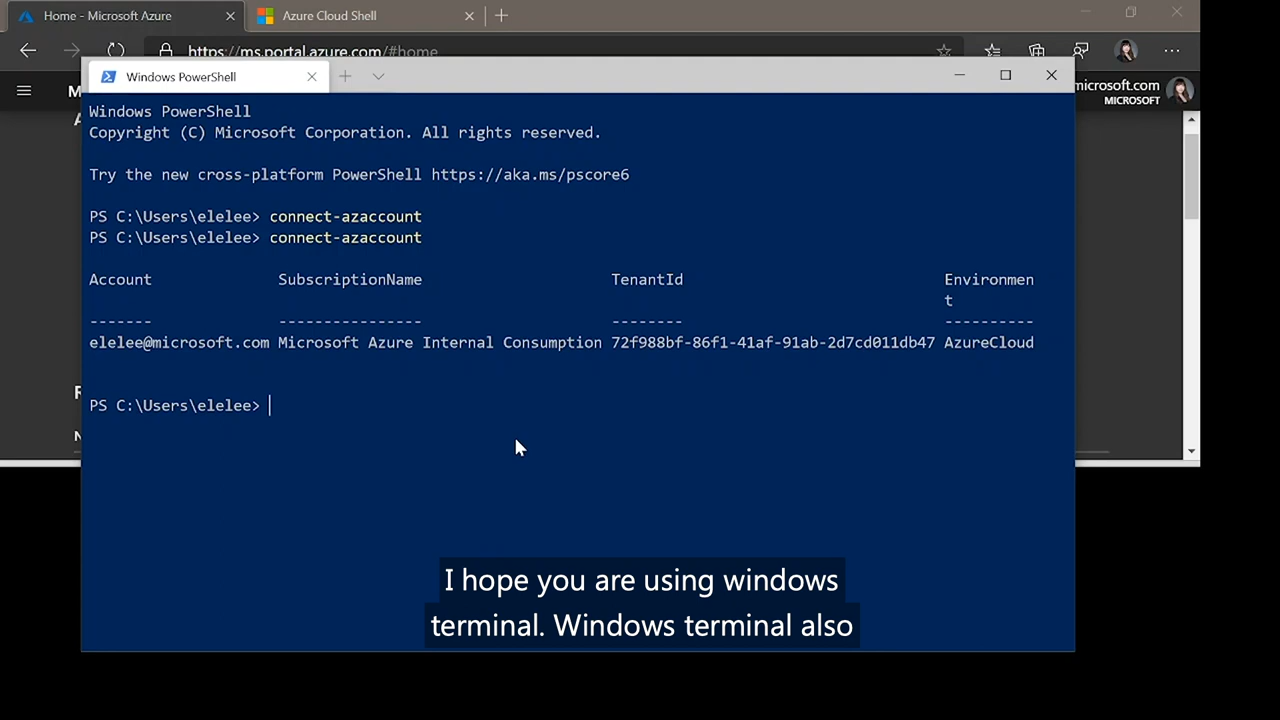 Home - Microsoft Azure
Azure Cloud Shell
https://ms.portal.azure.com/#home
Windows PowerShell
M
microsoft.com
MICROSOFT
Windows PowerShell
Copyright (C) Microsoft Corporation. All rights reserved.
Try the new cross-platform PowerShell https://aka.ms/pscore6
PS C:\Users\elelee> connect-azaccount
PS C:\Users\elelee> connect-azaccount
Account SubscriptionName TenantId Environmen
t
------- ---------------- -------- ----------
elelee@microsoft.com Microsoft Azure Internal Consumption 72f988bf-86f1-41af-91ab-2d7cd011db47 AzureCloud
PS C:\Users\elelee>
I hope you are using windows
terminal. Windows terminal also